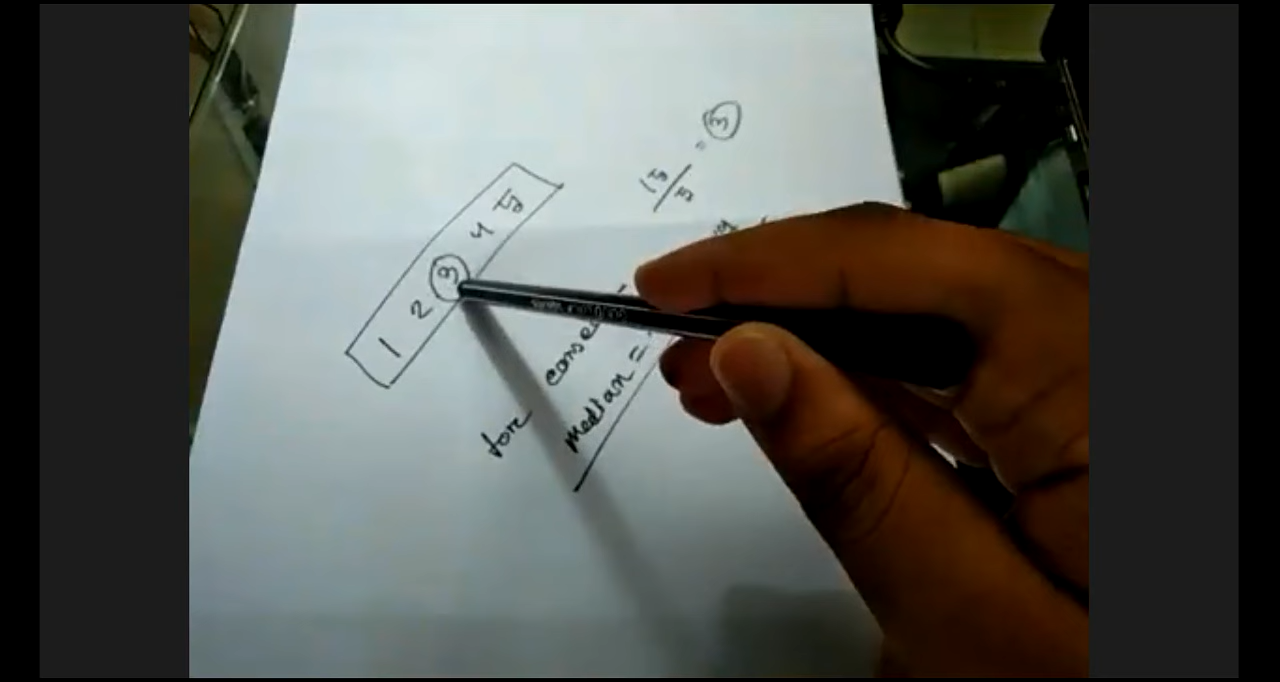 1 2 3 4 5
15/5 = 3
for conse
median =